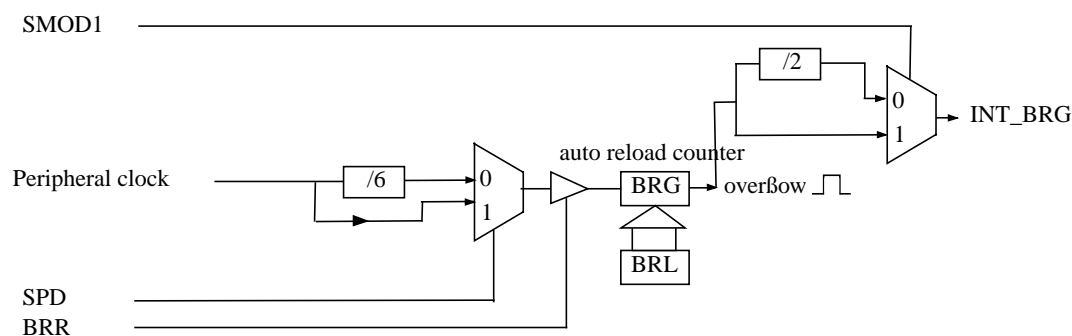 SMOD1
/2
0
INT_BRG
1
auto reload counter
Peripheral clock
/6
0
BRG
overßow
1
BRL
SPD
BRR